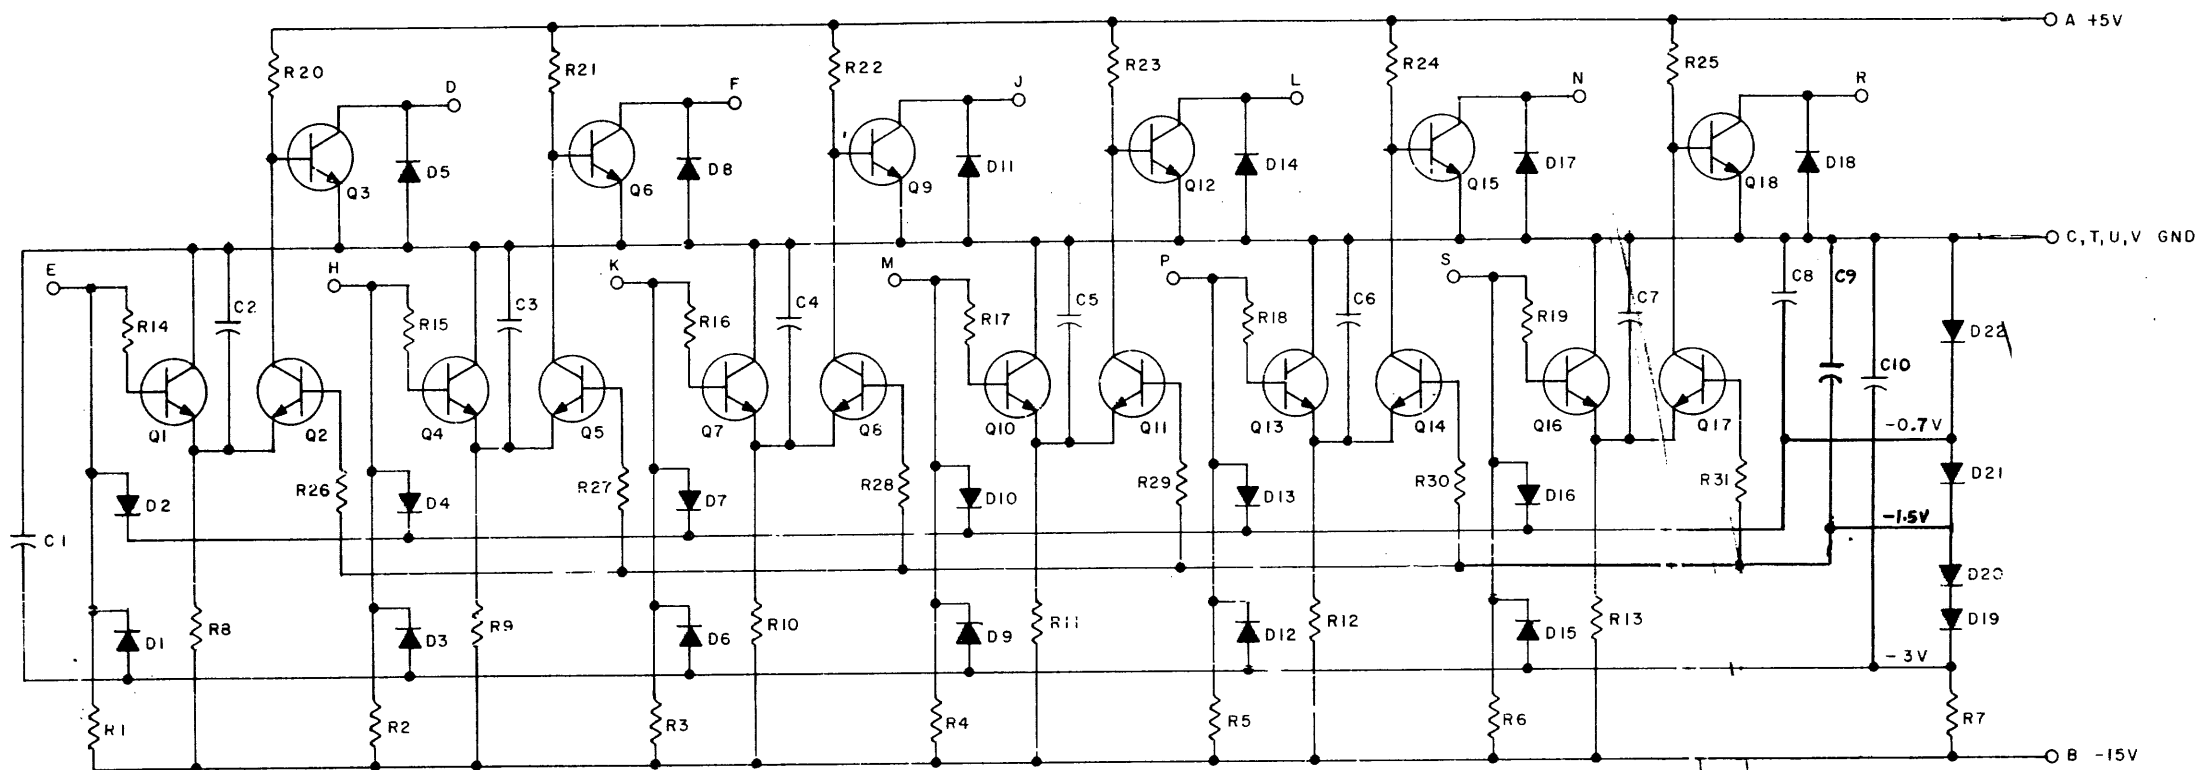 A +5V
R20
R21
R22
R23
R24
R25
D
F
J
L
N
R
D5
D8
D11
D14
D17
D18
Q3
Q6
Q9
Q12
Q15
Q18
C,T,U,V GND
E
H
K
M
P
S
C2
C3
C4
C5
C6
C7
C8
C9
C10
R14
R15
R16
R17
R18
R19
D22
Q1
Q2
Q4
Q5
Q7
Q8
Q10
Q11
Q13
Q14
Q16
Q17
-0.7V
R26
R27
R28
R29
R30
R31
D21
D2
D4
D7
D10
D13
D16
-1.5V
C1
D20
R8
R9
R10
R11
R12
R13
D19
D1
D3
D6
D9
D12
D15
-3V
R1
R2
R3
R4
R5
R6
R7
B -15V